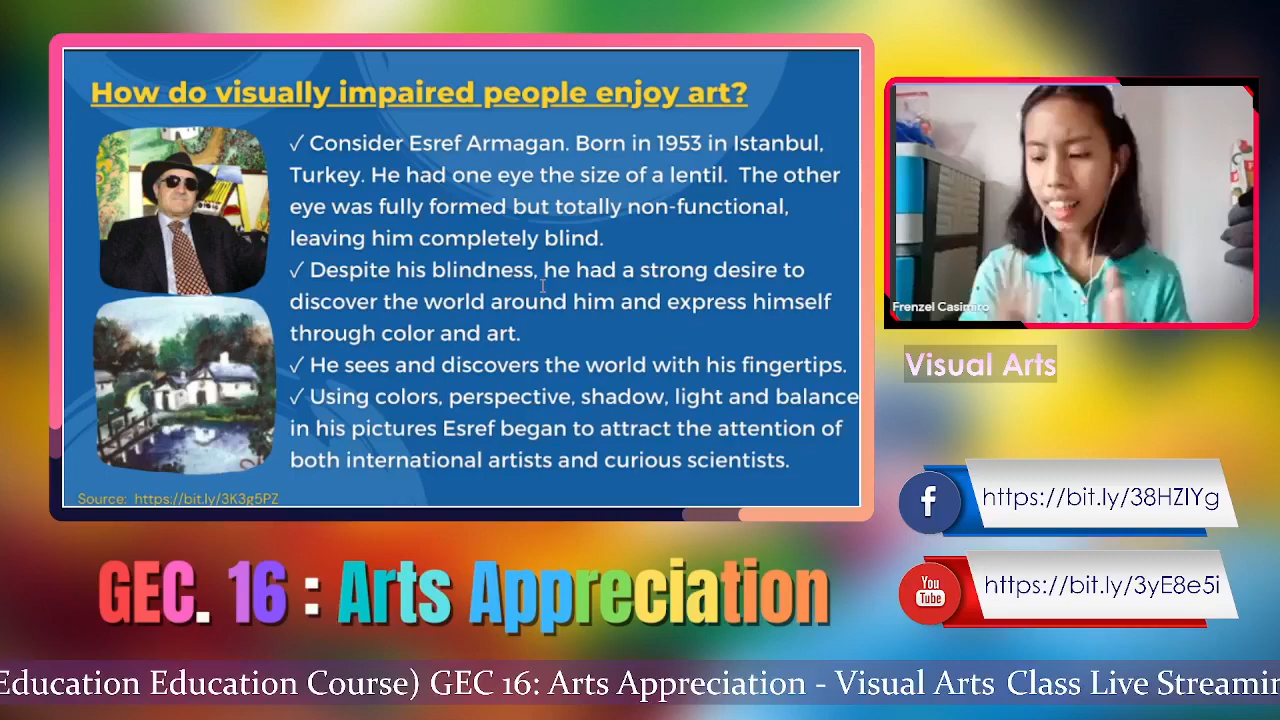 How do visually impaired people enjoy art?
✓ Consider Esref Armagan. Born in 1953 in Istanbul,
Turkey. He had one eye the size of a lentil. The other
eye was fully formed but totally non-functional,
leaving him completely blind.
✓ Despite his blindness, he had a strong desire to
discover the world around him and express himself
through color and art.
✓ He sees and discovers the world with his fingertips.
✓ Using colors, perspective, shadow, light and balance
in his pictures Esref began to attract the attention of
both international artists and curious scientists.
Source: https://bit.ly/3K3g5PZ
Frenzel Casimiro
Visual Arts
f
https://bit.ly/38HZIYg
You
Tube
https://bit.ly/3yE8e5i
GEC. 16 : Arts Appreciation
Education Education Course) GEC 16: Arts Appreciation - Visual Arts Class Live Streamin